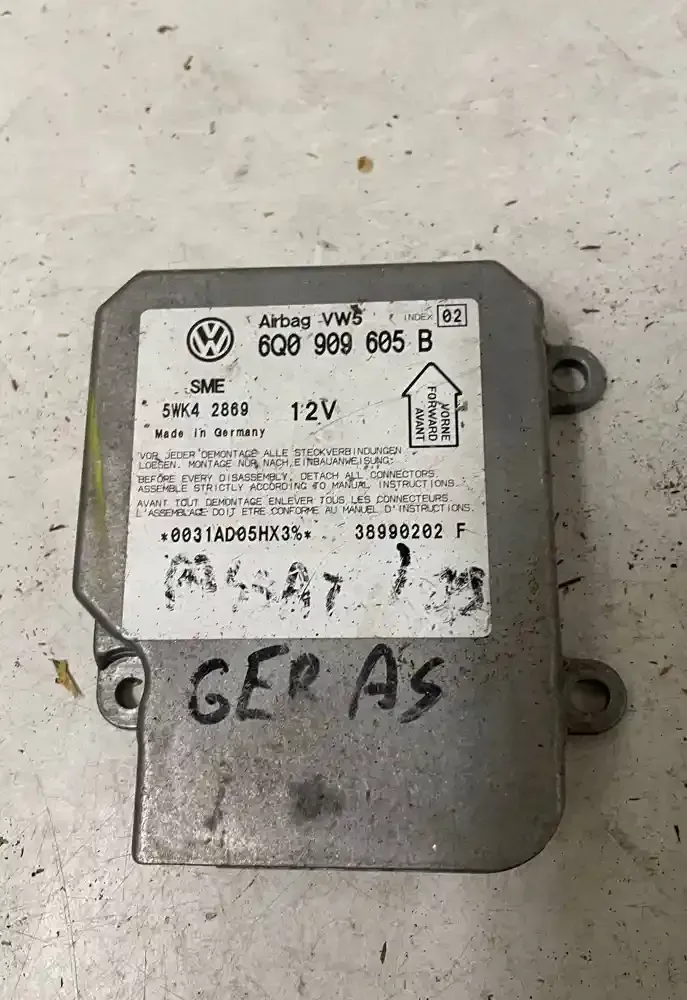 Airbag VW5 INDEX 02
6Q0 909 605 B
SME
5WK4 2869 12V
Made in Germany
VORNE
FORWARD
AVANT
VOR JEDER DEMONTAGE ALLE STECKVERBINDUNGEN
LOESEN. MONTAGE NUR NACH EINBAUANWEISUNG.
BEFORE EVERY DISASSEMBLY, DETACH ALL CONNECTORS.
ASSEMBLE STRICTLY ACCORDING TO MANUAL INSTRUCTIONS.
AVANT TOUT DEMONTAGE ENLEVER TOUS LES CONNECTEURS.
L'ASSEMBLAGE DOIT ETRE CONFORME AU MANUEL D'INSTRUCTIONS.
*0031AD05HX3%* 38990202 F
GERAS